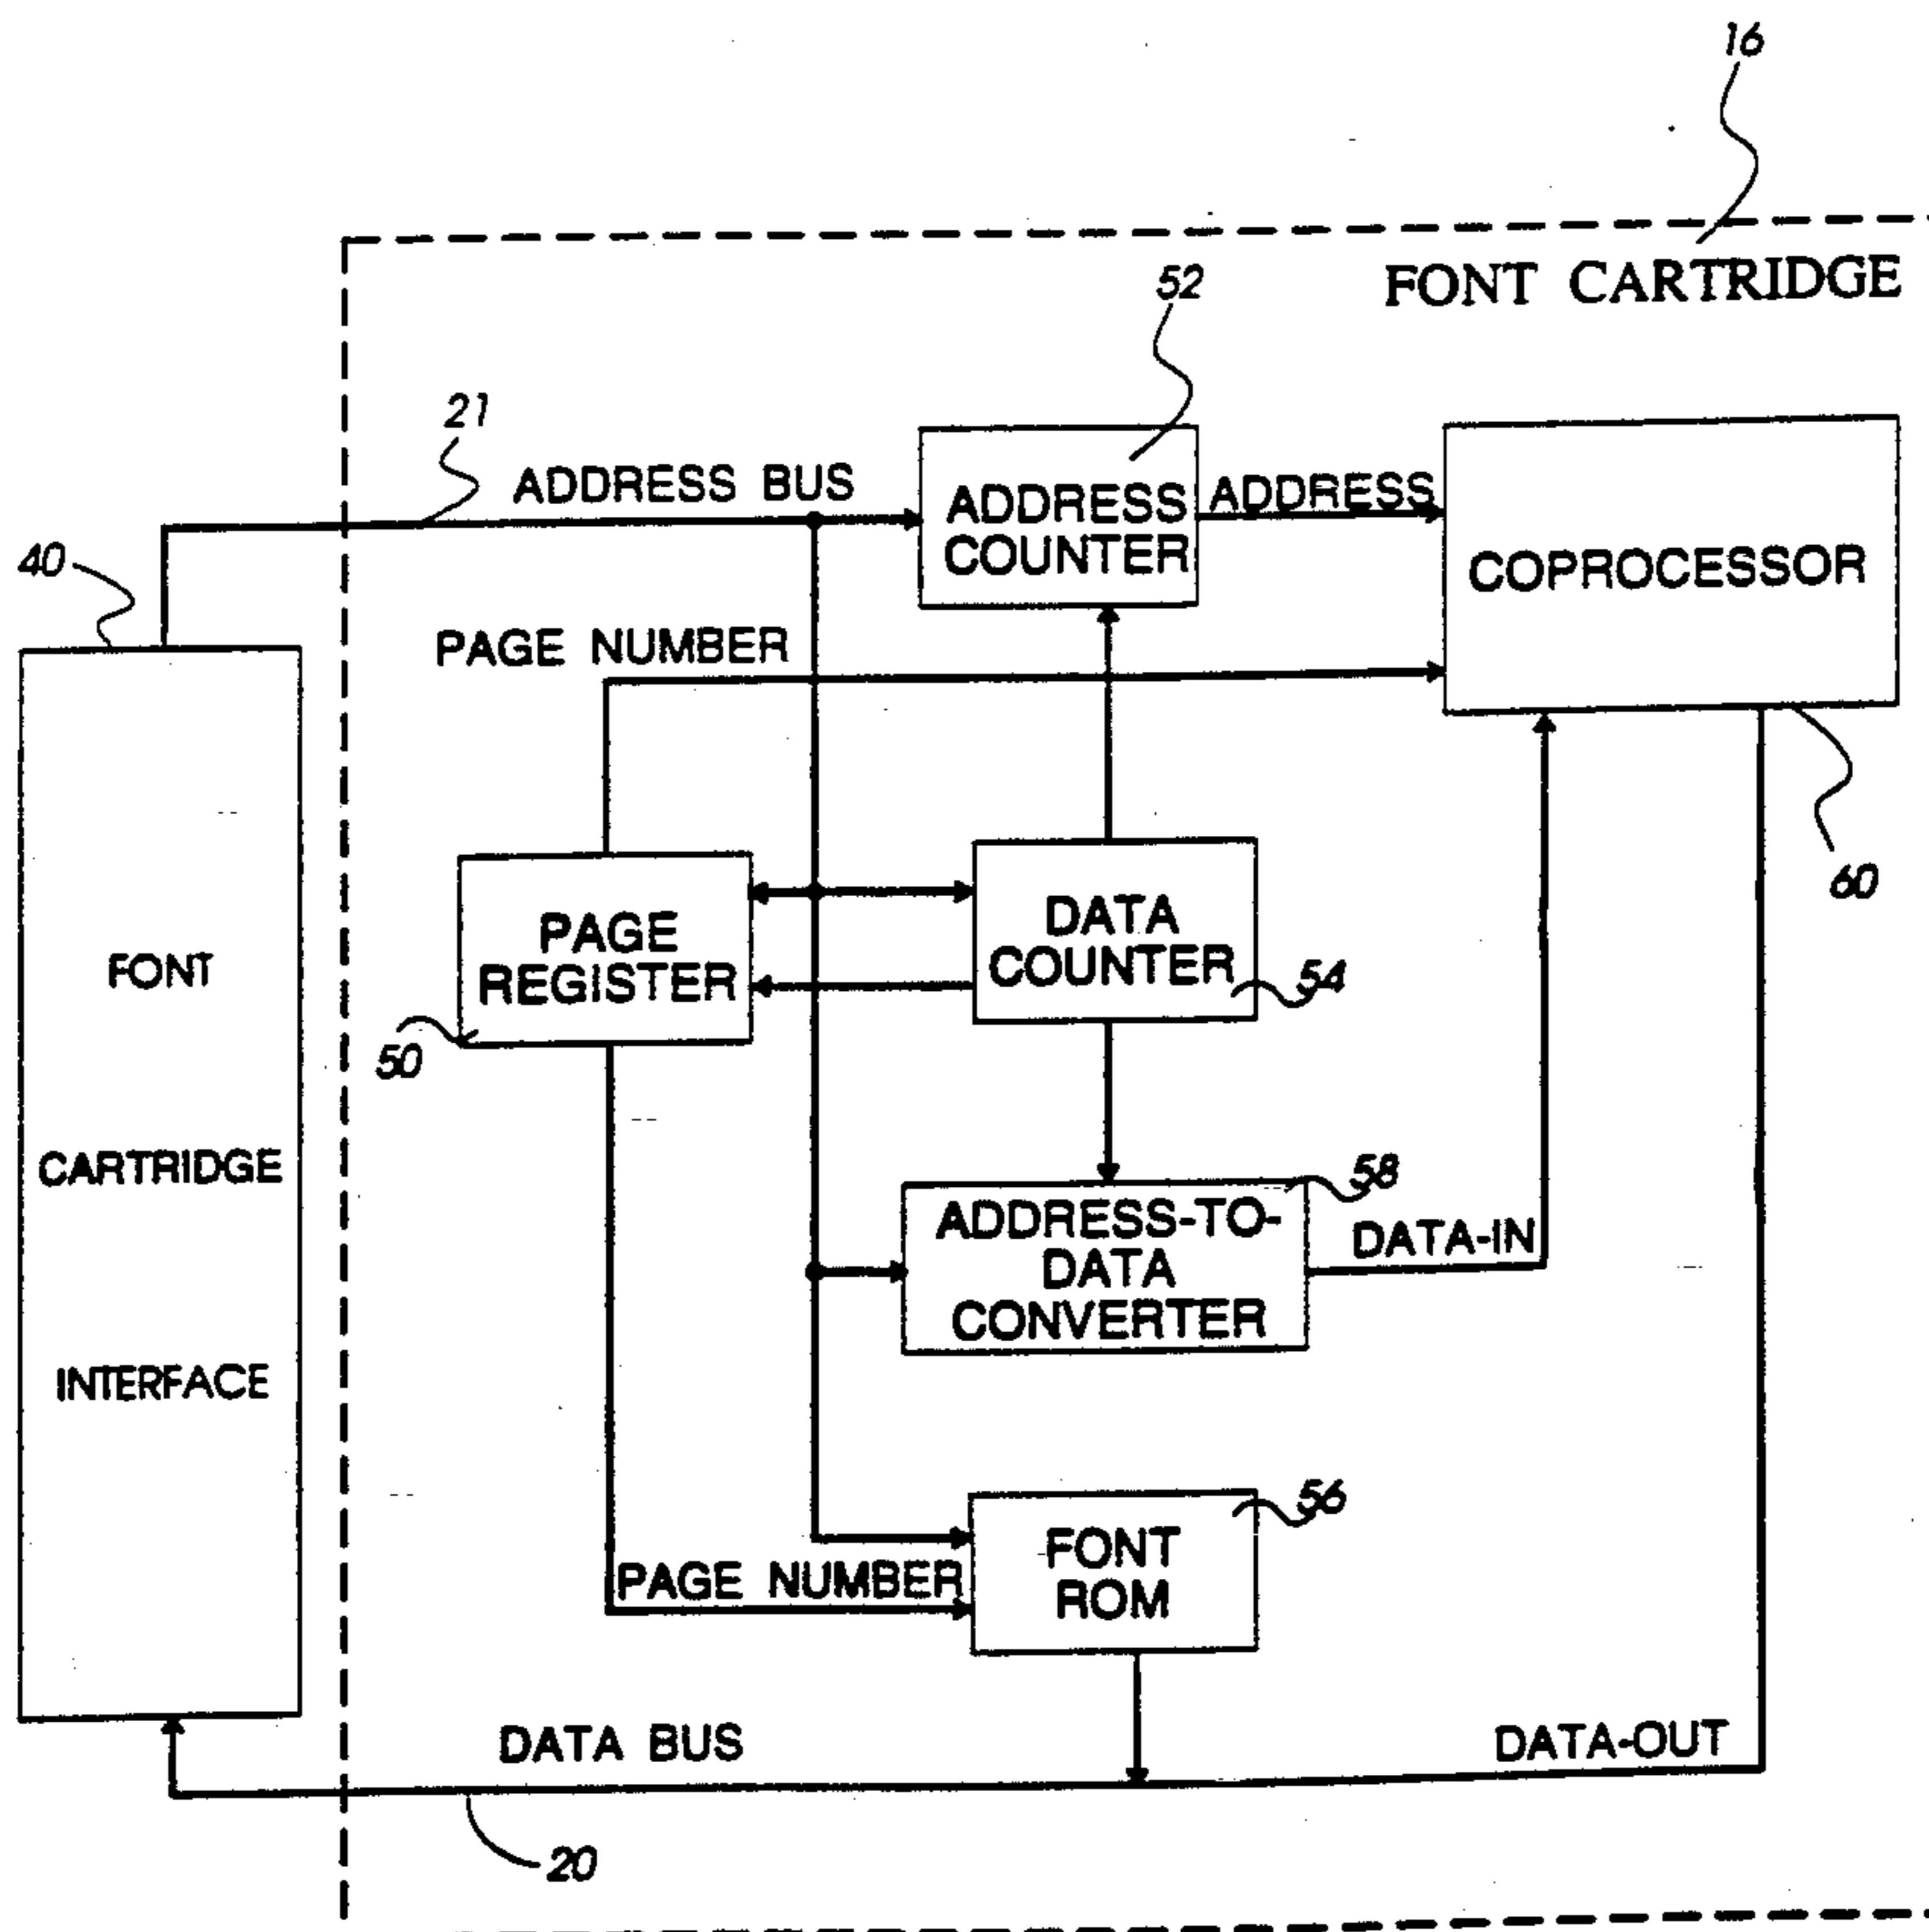 16
FONT CARTRIDGE
52
21
ADDRESS BUS
ADDRESS
COUNTER
ADDRESS
COPROCESSOR
40
PAGE NUMBER
60
FONT
CARTRIDGE
INTERFACE
PAGE
REGISTER
50
DATA
COUNTER
54
58
ADDRESS-TO-
DATA
CONVERTER
DATA-IN
56
FONT
ROM
PAGE NUMBER
DATA BUS
DATA-OUT
20